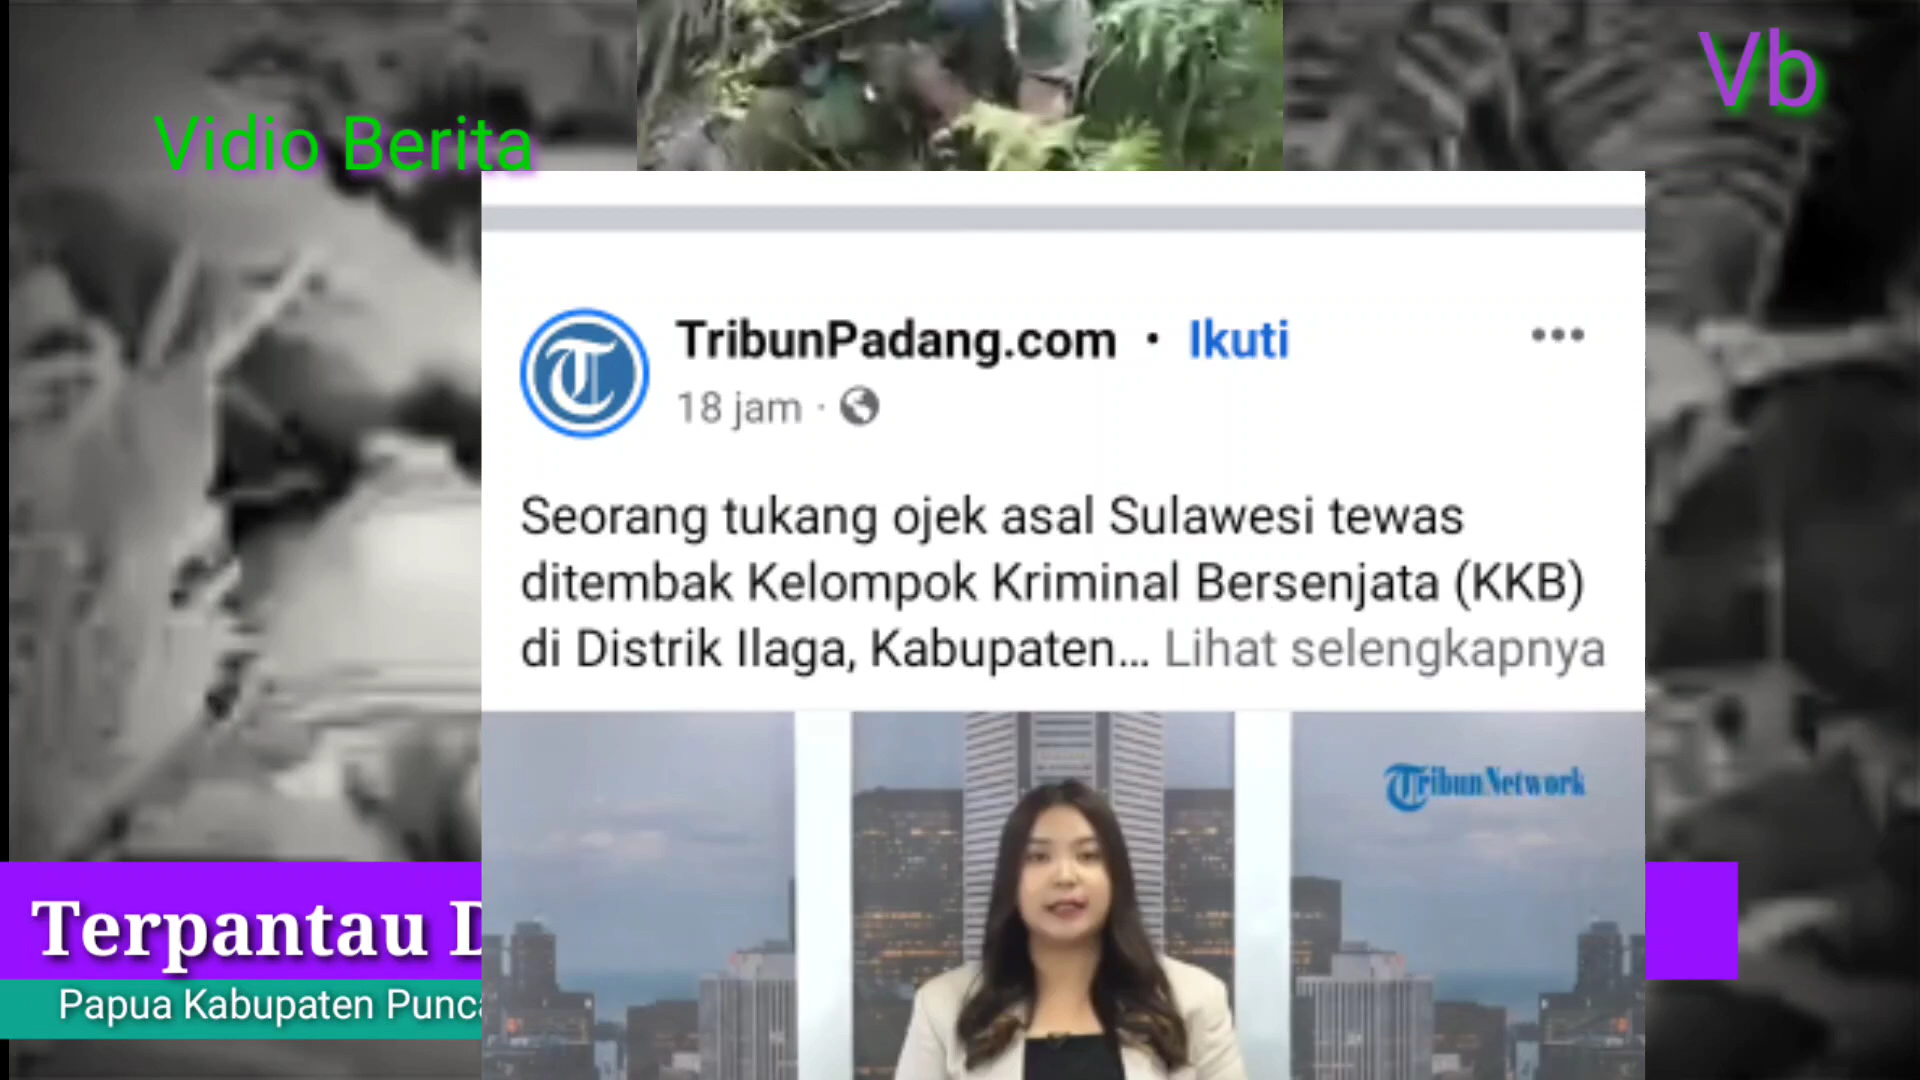 Vb
Vidio Berita
TribunPadang.com · Ikuti
18 jam ·
Seorang tukang ojek asal Sulawesi tewas
ditembak Kelompok Kriminal Bersenjata (KKB)
di Distrik Ilaga, Kabupaten... Lihat selengkapnya
TribunNetwork
Terpantau
Papua Kabupaten